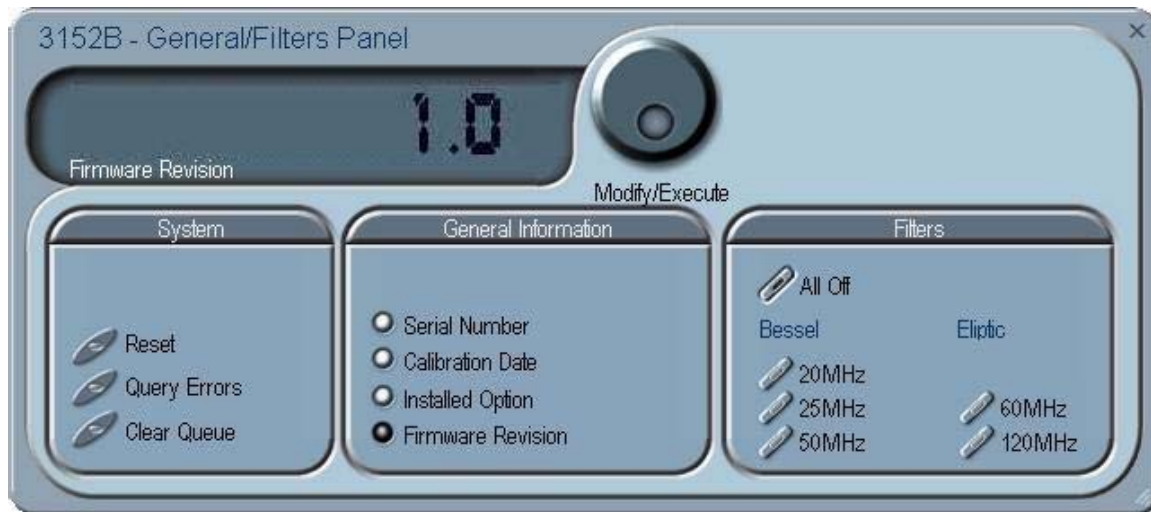 3152B - General/Filters Panel
1.0
Firmware Revision
Modify/Execute
System
Reset
Query Errors
Clear Queue
General Information
Serial Number
Calibration Date
Installed Option
Firmware Revision
Filters
All Off
Bessel
20MHz
25MHz
50MHz
Eliptic
60MHz
120MHz